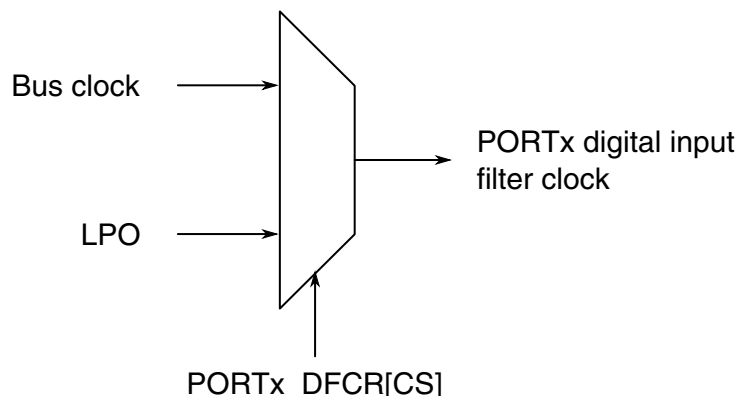 Bus clock
PORTx digital input
filter clock
LPO
PORTx_DFCR[CS]